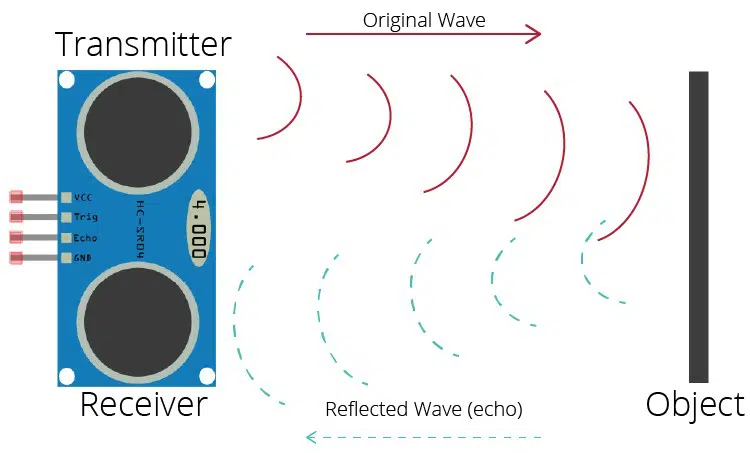 Original Wave
Transmitter
VCC
Trig
Echo
GND
HC-SR04
4.000
Receiver
Reflected Wave (echo)
Object